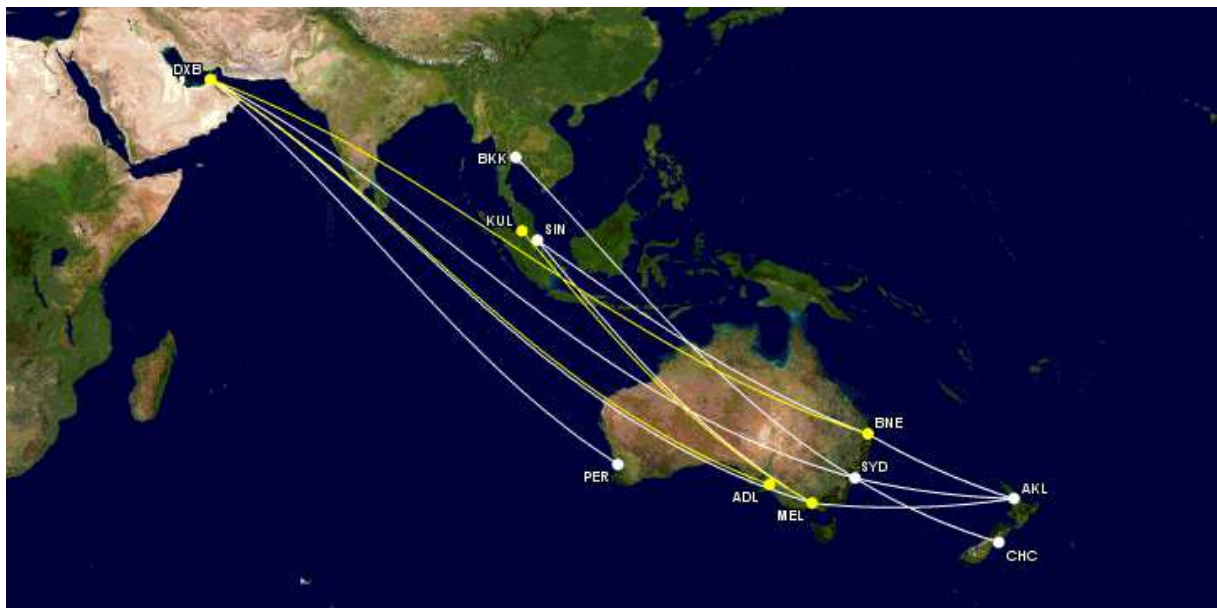 DXB
BKK
KUL
SIN
BNE
SYD
PER
ADL
MEL
AKL
CHC